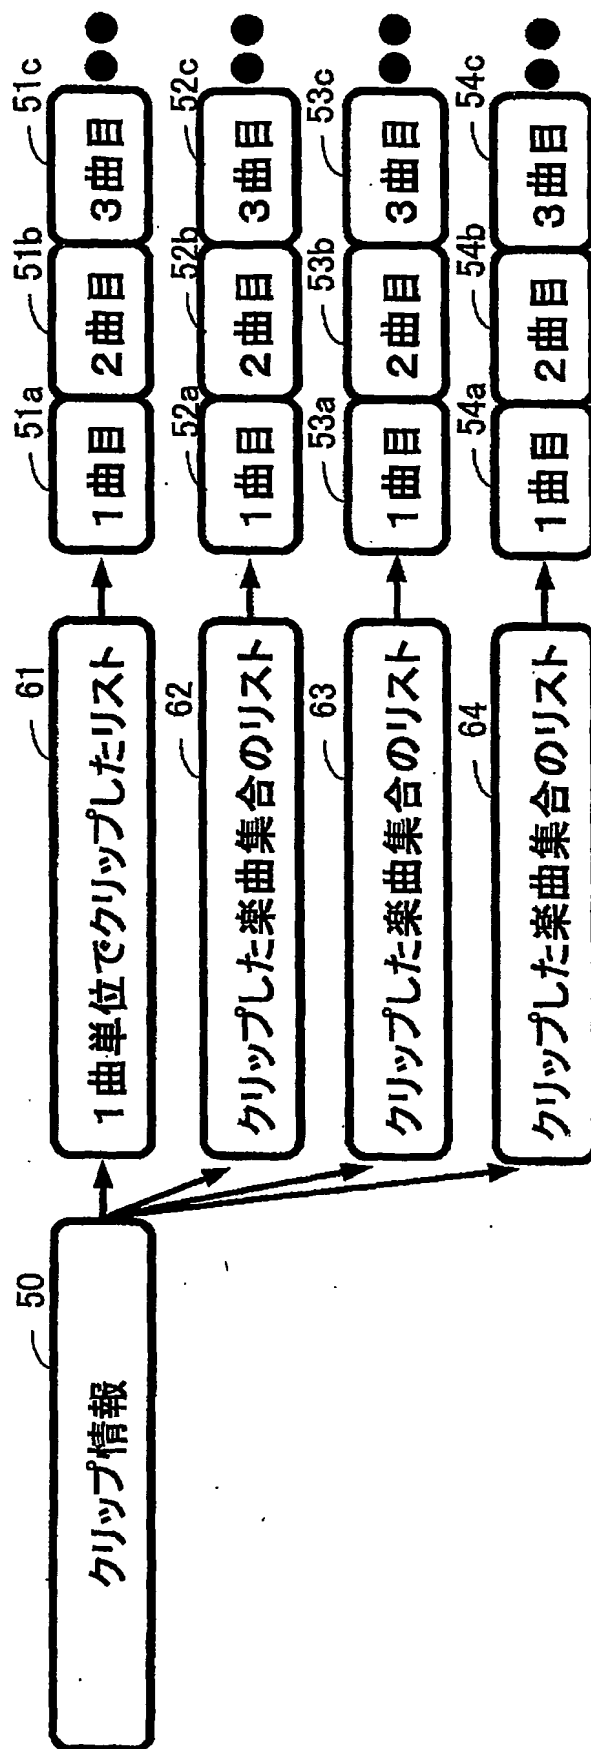 50
クリップ情報
61
1曲単位でクリップしたリスト
51a
1曲目
51b
2曲目
51c
3曲目
62
クリップした楽曲集合のリスト
52a
1曲目
52b
2曲目
52c
3曲目
63
クリップした楽曲集合のリスト
53a
1曲目
53b
2曲目
53c
3曲目
64
クリップした楽曲集合のリスト
54a
1曲目
54b
2曲目
54c
3曲目